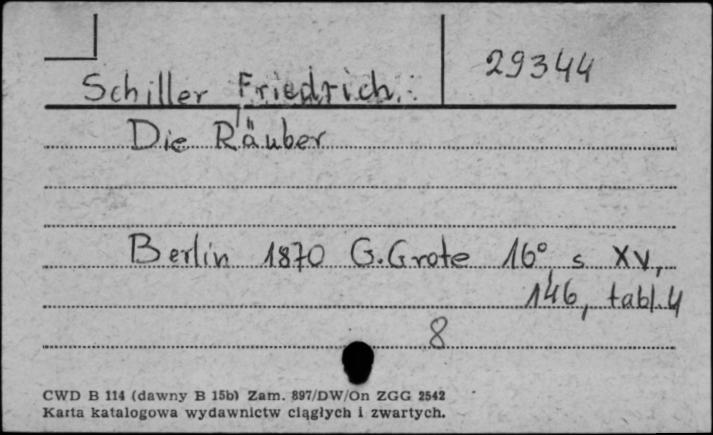 29344
Schiller Friedrich.
Die Räuber
Berlin 1870 G. Grote 16° s XV,
146, tabl. 4
8
CWD B 114 (dawny B 15b) Zam. 897/DW/On ZGG 2542
Karta katalogowa wydawnictw ciągłych i zwartych.